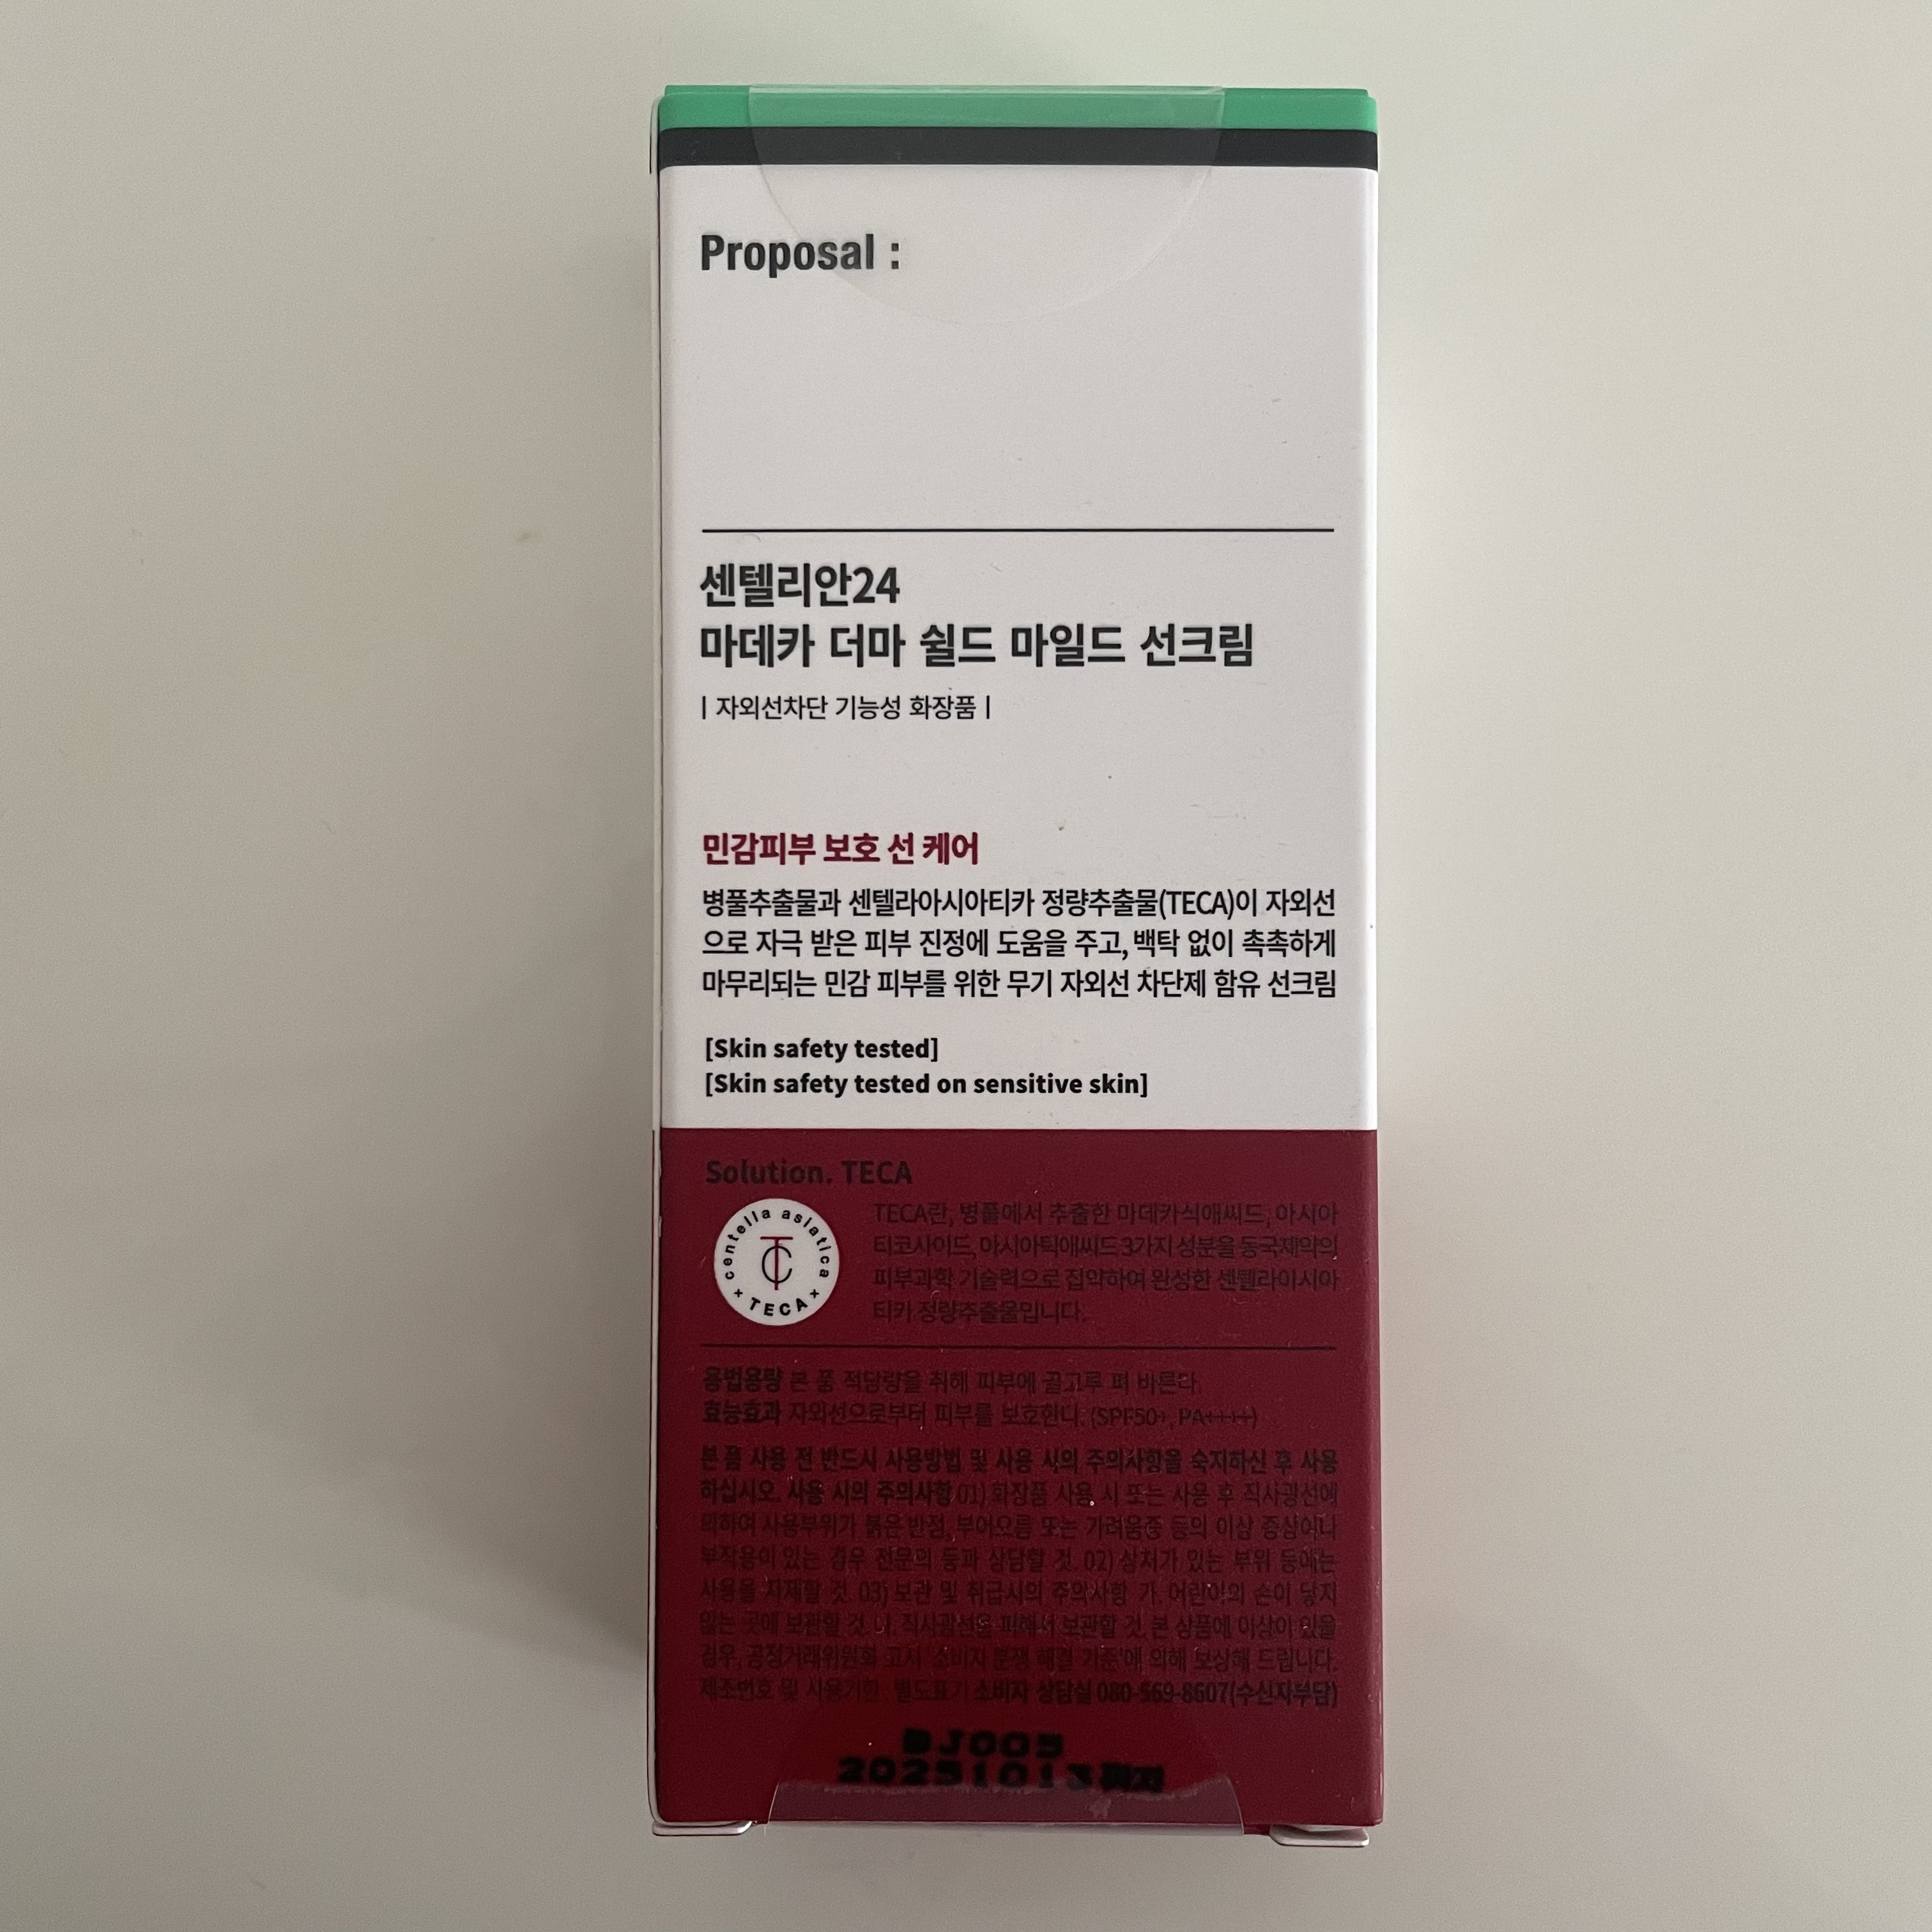 Proposal :
센텔리안24
마데카 더마 쉴드 마일드 선크림
| 자외선차단 기능성 화장품 |
민감피부 보호 선 케어
병풀추출물과 센텔라아시아티카 정량추출물(TECA)이 자외선
으로 자극 받은 피부 진정에 도움을 주고, 백탁 없이 촉촉하게
마무리되는 민감 피부를 위한 무기 자외선 차단제 함유 선크림
[Skin safety tested]
[Skin safety tested on sensitive skin]
Solution. TECA
centella asiatica
TECA
TECA란, 병풀에서 추출한 마데카식애씨드, 아시아
티코사이드, 아시아틱애씨드 3가지 성분을 동국제약의
피부과학 기술력으로 집약하여 완성한 센텔라아시아
티카 정량추출물입니다.
용법용량 본 품 적당량을 취해 피부에 골고루 펴 바른다.
효능효과 자외선으로부터 피부를 보호한다. (SPF50+, PA++++)
본 품 사용 전 반드시 사용방법 및 사용 시의 주의사항을 숙지하신 후 사용
하십시오. 사용 시의 주의사항 01) 화장품 사용 시 또는 사용 후 직사광선에
의하여 사용부위가 붉은 반점, 부어오름 또는 가려움증 등의 이상 증상이나
부작용이 있는 경우 전문의 등과 상담할 것. 02) 상처가 있는 부위 등에는
사용을 자제할 것. 03) 보관 및 취급시의 주의사항 가. 어린이의 손이 닿지
않는 곳에 보관할 것. 나. 직사광선을 피해서 보관할 것. 본 상품에 이상이 있을
경우, 공정거래위원회 고시 '소비자 분쟁 해결 기준'에 의해 보상해 드립니다.
제조번호 및 사용기한 별도표기 소비자 상담실 080-569-8607(수신자부담)
20251013까지